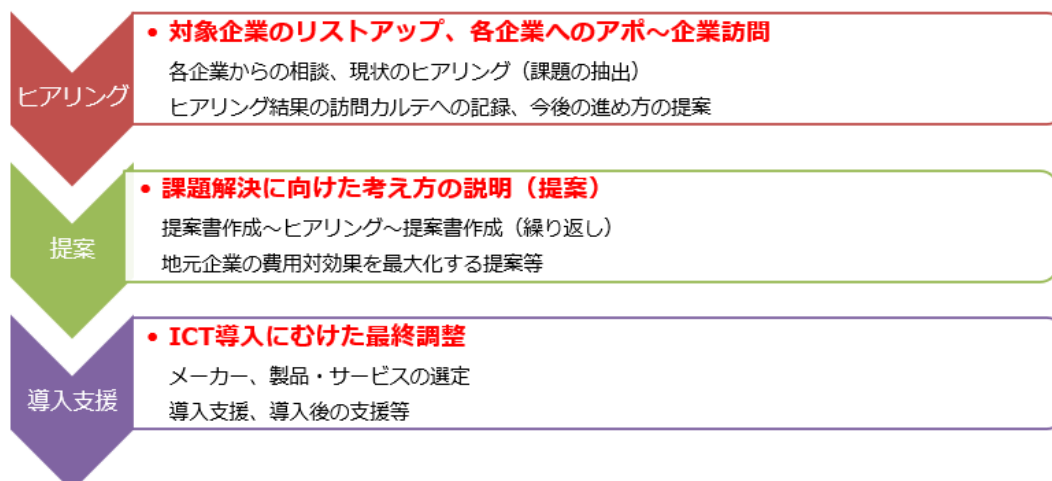 ヒアリング
• 対象企業のリストアップ、各企業へのアポ～企業訪問
各企業からの相談、現状のヒアリング（課題の抽出）
ヒアリング結果の訪問カルテへの記録、今後の進め方の提案
提案
• 課題解決に向けた考え方の説明（提案）
提案書作成～ヒアリング～提案書作成（繰り返し）
地元企業の費用対効果を最大化する提案等
導入支援
• ICT導入にむけた最終調整
メーカー、製品・サービスの選定
導入支援、導入後の支援等